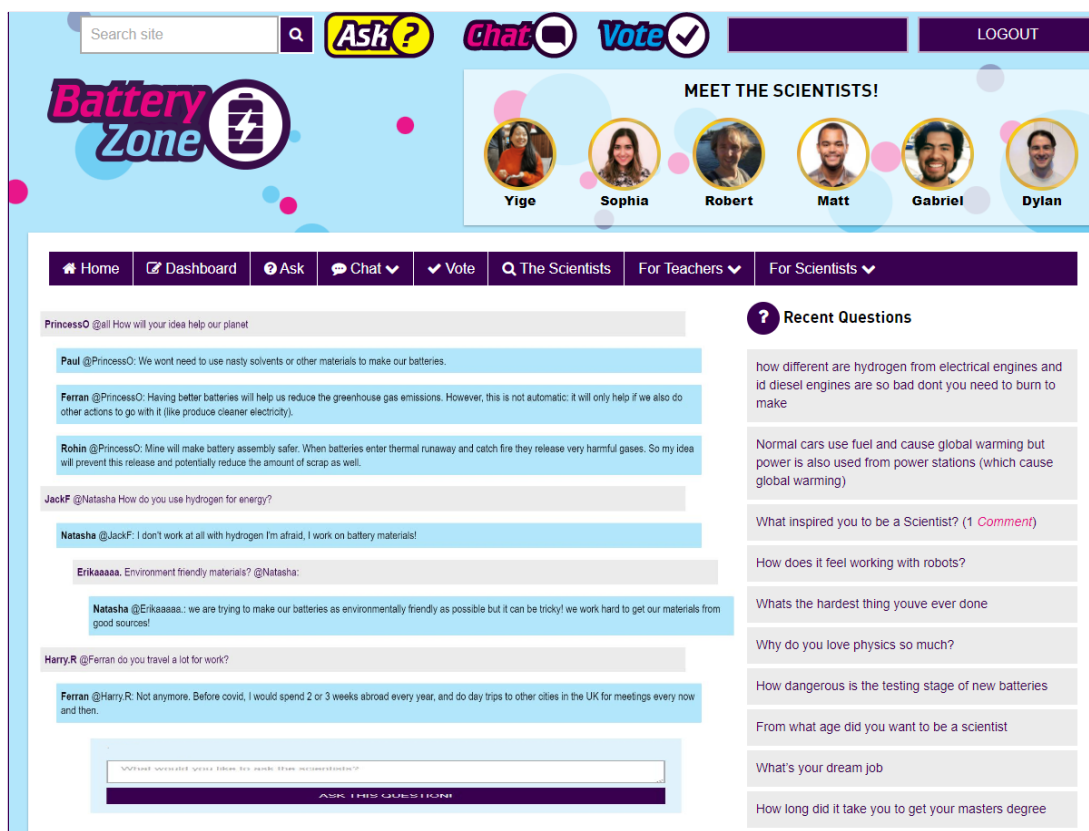 Search site
Ask ?
Chat
Vote
LOGOUT
Battery
Zone
MEET THE SCIENTISTS!
Yige
Sophia
Robert
Matt
Gabriel
Dylan
Home
Dashboard
Ask
Chat
Vote
The Scientists
For Teachers
For Scientists
PrincessO @all How will your idea help our planet
Paul @PrincessO: We wont need to use nasty solvents or other materials to make our batteries.
Ferran @PrincessO: Having better batteries will help us reduce the greenhouse gas emissions. However, this is not automatic: it will only help if we also do
other actions to go with it (like produce cleaner electricity).
Rohin @PrincessO: Mine will make battery assembly safer. When batteries enter thermal runaway and catch fire they release very harmful gases. So my idea
will prevent this release and potentially reduce the amount of scrap as well.
JackF @Natasha How do you use hydrogen for energy?
Natasha @JackF: I don't work at all with hydrogen I'm afraid, I work on battery materials!
Erikaaaaa. Environment friendly materials? @Natasha:
Natasha @Erikaaaaa.: we are trying to make our batteries as environmentally friendly as possible but it can be tricky! we work hard to get our materials from
good sources!
Harry.R @Ferran do you travel a lot for work?
Ferran @Harry.R: Not anymore. Before covid, I would spend 2 or 3 weeks abroad every year, and do day trips to other cities in the UK for meetings every now
and then.
What would you like to ask the scientists?
ASK THIS QUESTION!
? Recent Questions
how different are hydrogen from electrical engines and
id diesel engines are so bad dont you need to burn to
make
Normal cars use fuel and cause global warming but
power is also used from power stations (which cause
global warming)
What inspired you to be a Scientist? (1 Comment)
How does it feel working with robots?
Whats the hardest thing youve ever done
Why do you love physics so much?
How dangerous is the testing stage of new batteries
From what age did you want to be a scientist
What's your dream job
How long did it take you to get your masters degree